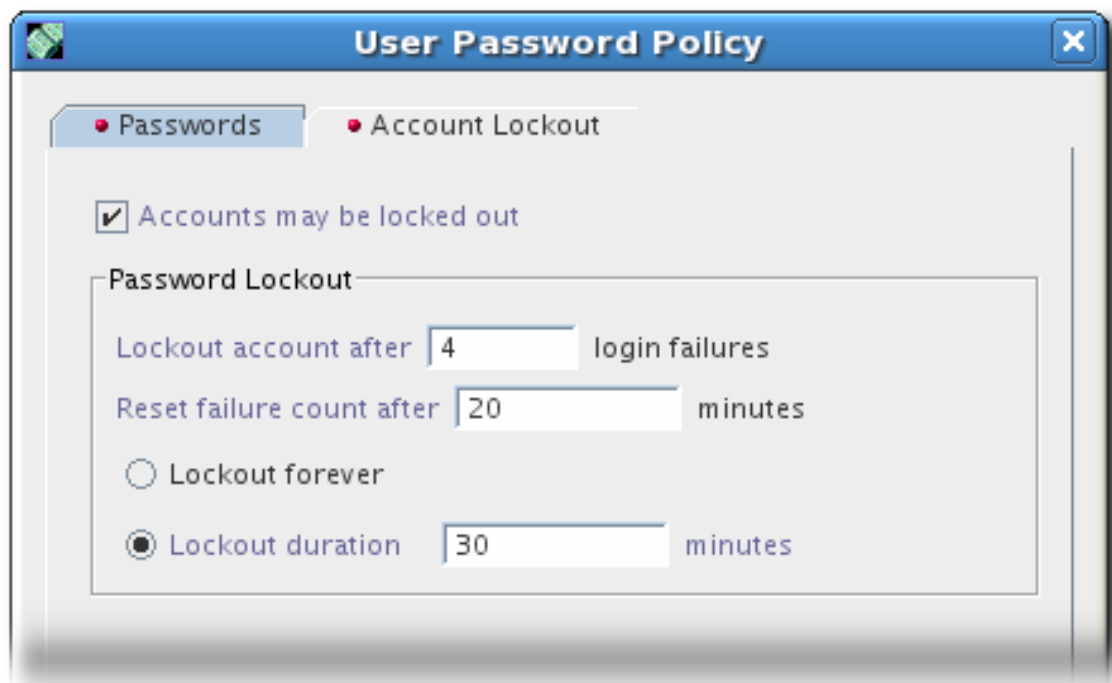 User Password Policy
Passwords Account Lockout
Accounts may be locked out
Password Lockout
Lockout account after 4 login failures
Reset failure count after 20 minutes
Lockout forever
Lockout duration 30 minutes